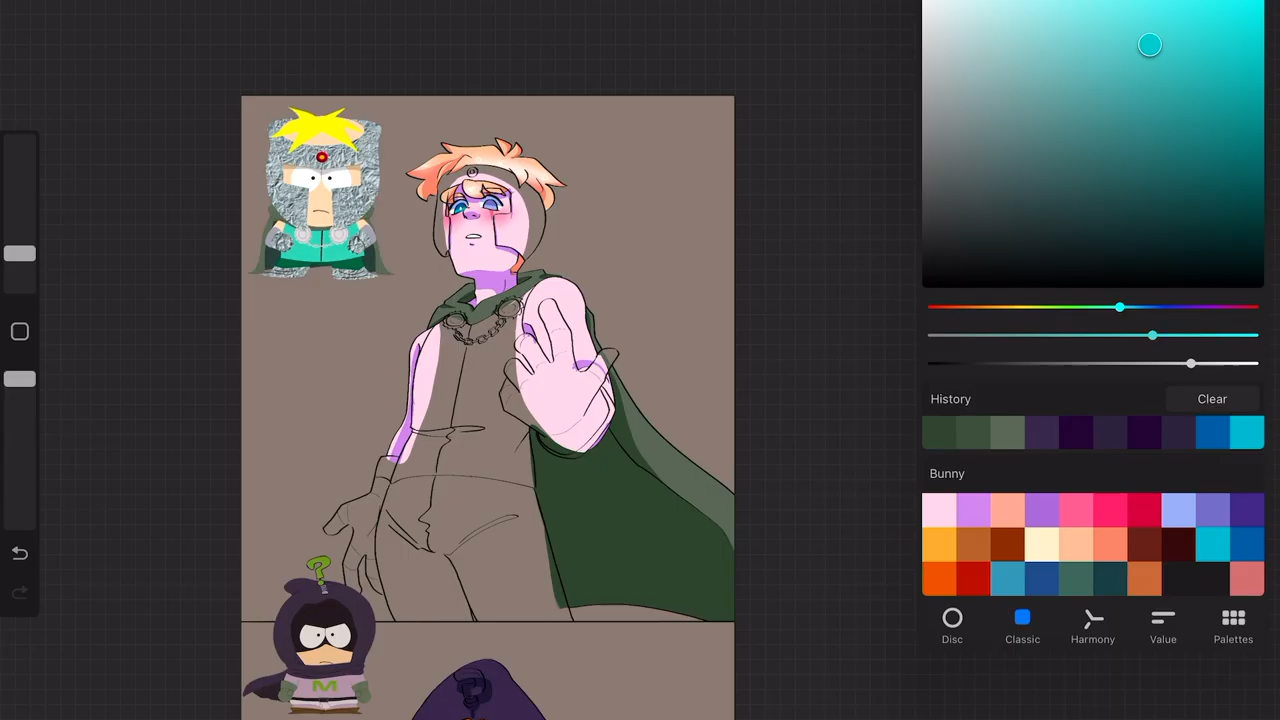 History
Clear
Bunny
?
M
Disc
Classic
Harmony
Value
Palettes